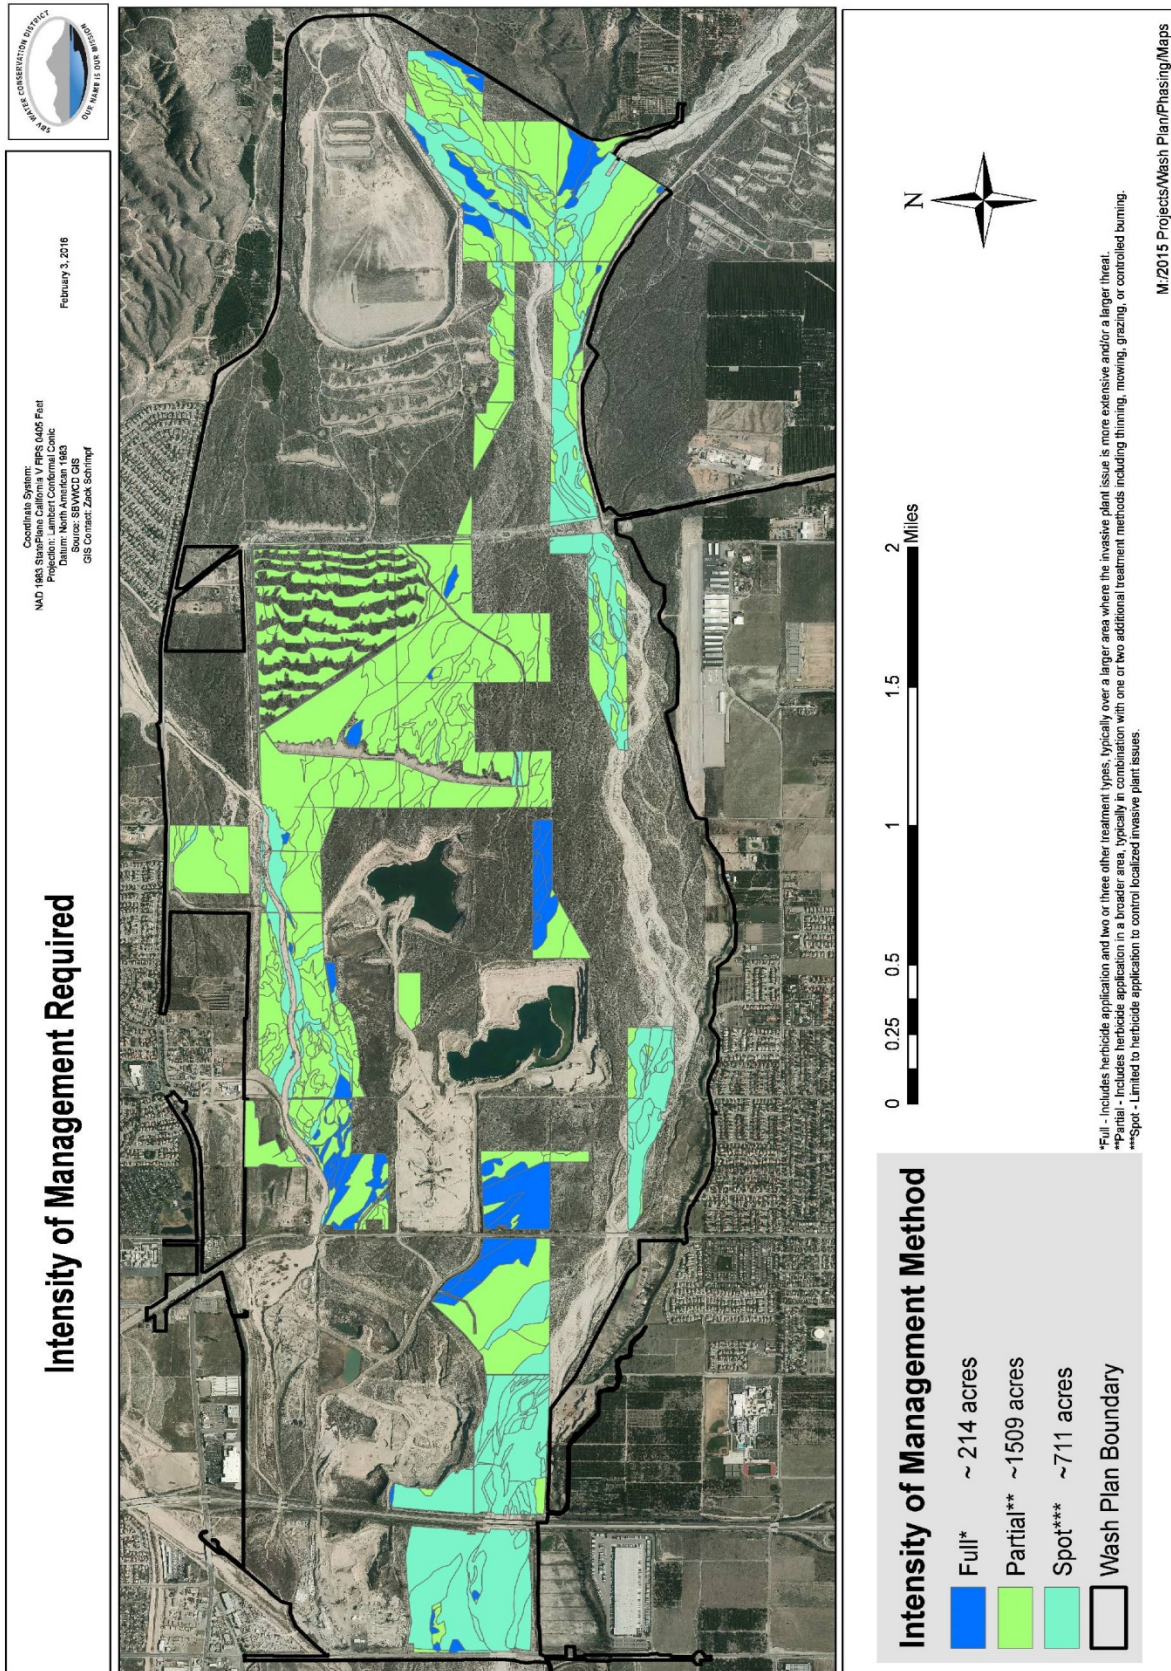 Intensity of Management Required
Coordinate System:
NAD 1983 StatePlane California V FIPS 0405 Feet
Projection: Lambert Conformal Conic
Datum: North American 1983
Source: SBVWCD GIS
GIS Contact: Zack Schrimpf
February 3, 2016
SBV WATER CONSERVATION DISTRICT
OUR NAME IS OUR MISSION
Intensity of Management Method
Full* ~ 214 acres
Partial** ~1509 acres
Spot*** ~711 acres
Wash Plan Boundary
0 0.25 0.5 1 1.5 2
Miles
N
*Full - Includes herbicide application and two or three other treatment types, typically over a larger area where the invasive plant issue is more extensive and/or a larger threat.
**Partial - Includes herbicide application in a broader area, typically in combination with one or two additional treatment methods including thinning, mowing, grazing, or controlled burning.
***Spot - Limited to herbicide application to control localized invasive plant issues.
M:/2015 Projects/Wash Plan/Phasing/Maps